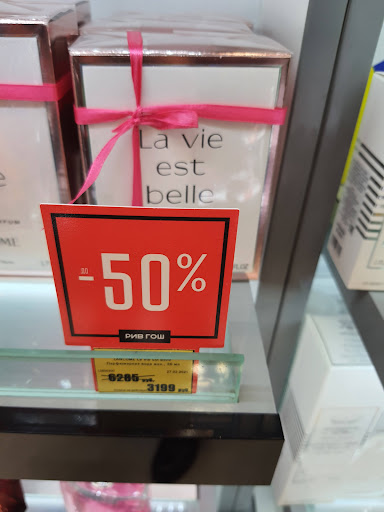 La vie
est
belle
до
-50%
РИВ ГОШ
6285 руб.
3199 руб.